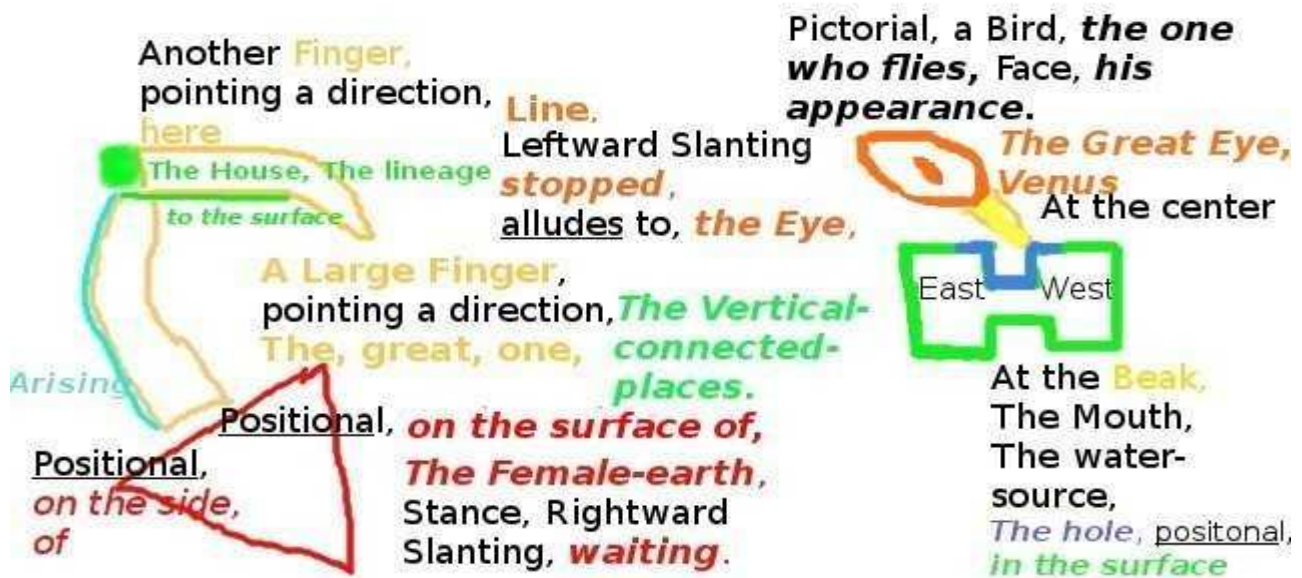 Another Finger,
pointing a direction,
here
The House, The lineage
to the surface
Line,
Leftward Slanting
stopped,
alludes to, the Eye,
A Large Finger,
pointing a direction,
The, great, one,
The Vertical-
connected-
places.
Arising
Positional, on the surface of,
The Female-earth,
Stance, Rightward
Slanting, waiting.
Positional,
on the side,
of
Pictorial, a Bird, the one
who flies, Face, his
appearance.
The Great Eye,
Venus
At the center
East West
At the Beak,
The Mouth,
The water-
source,
The hole, positonal,
in the surface